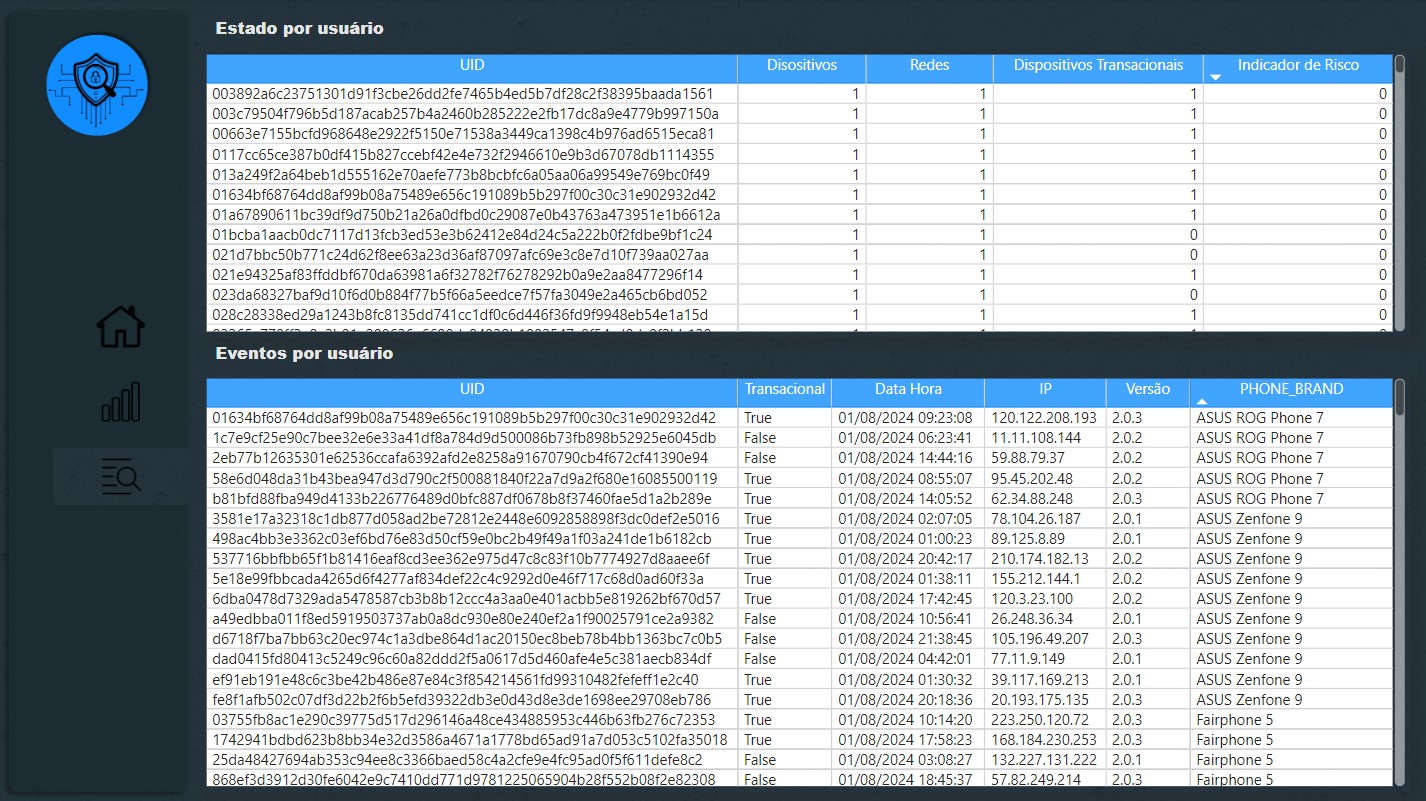 Estado por usuário
UID Disositivos Redes Dispositivos Transacionais Indicador de Risco
003892a6c23751301d91f3cbe26dd2fe7465b4ed5b7df28c2f38395baada1561 1 1 1 0
003c79504f796b5d187acab257b4a2460b285222e2fb17dc8a9e4779b997150a 1 1 1 0
00663e7155bcfd968648e2922f5150e71538a3449ca1398c4b976ad6515eca81 1 1 1 0
0117cc65ce387b0df415b827ccebf42e4e732f2946610e9b3d67078db1114355 1 1 1 0
013a249f2a64beb1d555162e70aefe773b8bcbfc6a05aa06a99549e769bc0f49 1 1 1 0
01634bf68764dd8af99b08a75489e656c191089b5b297f00c30c31e902932d42 1 1 1 0
01a67890611bc39df9d750b21a26a0dfbd0c29087e0b43763a473951e1b6612a 1 1 1 0
01bcba1aacb0dc7117d13fcb3ed53e3b62412e84d24c5a222b0f2fdbe9bf1c24 1 1 0 0
021d7bbc50b771c24d62f8ee63a23d36af87097afc69e3c8e7d10f739aa027aa 1 1 0 0
021e94325af83ffddbf670da63981a6f32782f76278292b0a9e2aa8477296f14 1 1 1 0
023da68327baf9d10f6d0b884f77b5f66a5eedce7f57fa3049e2a465cb6bd052 1 1 0 0
028c28338ed29a1243b8fc8135dd741cc1df0c6d446f36fd9f9948eb54e1a15d 1 1 1 0
Eventos por usuário
UID Transacional Data Hora IP Versão PHONE_BRAND
01634bf68764dd8af99b08a75489e656c191089b5b297f00c30c31e902932d42 True 01/08/2024 09:23:08 120.122.208.193 2.0.3 ASUS ROG Phone 7
1c7e9cf25e90c7bee32e6e33a41df8a784d9d500086b73fb898b52925e6045db False 01/08/2024 06:23:41 11.11.108.144 2.0.2 ASUS ROG Phone 7
2eb77b12635301e62536ccafa6392afd2e8258a91670790cb4f672cf41390e94 False 01/08/2024 14:44:16 59.88.79.37 2.0.2 ASUS ROG Phone 7
58e6d048da31b43bea947d3d790c2f500881840f22a7d9a2f680e16085500119 True 01/08/2024 08:55:07 95.45.202.48 2.0.2 ASUS ROG Phone 7
b81bfd88fba949d4133b226776489d0bfc887df0678b8f37460fae5d1a2b289e True 01/08/2024 14:05:52 62.34.88.248 2.0.3 ASUS ROG Phone 7
3581e17a32318c1db877d058ad2be72812e2448e6092858898f3dc0def2e5016 True 01/08/2024 02:07:05 78.104.26.187 2.0.1 ASUS Zenfone 9
498ac4bb3e3362c03ef6bd76e83d50cf59e0bc2b49f49a1f03a241de1b6182cb True 01/08/2024 01:00:23 89.125.8.89 2.0.1 ASUS Zenfone 9
537716bbfbb65f1b81416eaf8cd3ee362e975d47c8c83f10b7774927d8aaee6f True 01/08/2024 20:42:17 210.174.182.13 2.0.2 ASUS Zenfone 9
5e18e99fbbcada4265d6f4277af834def22c4c9292d0e46f717c68d0ad60f33a True 01/08/2024 01:38:11 155.212.144.1 2.0.2 ASUS Zenfone 9
6dba0478d7329ada5478587cb3b8b12ccc4a3aa0e401acbb5e819262bf670d57 True 01/08/2024 17:42:45 120.3.23.100 2.0.2 ASUS Zenfone 9
a49edbba011f8ed5919503737ab0a8dc930e80e240ef2a1f90025791ce2a9382 False 01/08/2024 10:56:41 26.248.36.34 2.0.1 ASUS Zenfone 9
d6718f7ba7bb63c20ec974c1a3dbe864d1ac20150ec8beb78b4bb1363bc7c0b5 True 01/08/2024 21:38:45 105.196.49.207 2.0.3 ASUS Zenfone 9
dad0415fd80413c5249c96c60a82ddd2f5a0617d5d460afe4e5c381aecb834df False 01/08/2024 04:42:01 77.11.9.149 2.0.1 ASUS Zenfone 9
ef91eb191e48c6c3be42b486e87e84c3f854214561fd99310482fefeff1e2c40 True 01/08/2024 01:30:32 39.117.169.213 2.0.1 ASUS Zenfone 9
fe8f1afb502c07df3d22b2f6b5efd39322db3e0d43d8e3de1698ee29708eb786 True 01/08/2024 20:18:36 20.193.175.135 2.0.3 ASUS Zenfone 9
03755fb8ac1e290c39775d517d296146a48ce434885953c446b63fb276c72353 True 01/08/2024 10:14:20 223.250.120.72 2.0.3 Fairphone 5
1742941bdbd623b8bb34e32d3586a4671a1778bd65ad91a7d053c5102fa35018 True 01/08/2024 17:58:23 168.184.230.253 2.0.3 Fairphone 5
25da48427694ab353c94ee8c3366baed58c4a2cfe9e4fc95ad0f5f611defe8c2 False 01/08/2024 03:08:27 132.227.131.222 2.0.1 Fairphone 5
868ef3d3912d30fe6042e9c7410dd771d9781225065904b28f552b08f2e82308 False 01/08/2024 18:45:37 57.82.249.214 2.0.3 Fairphone 5